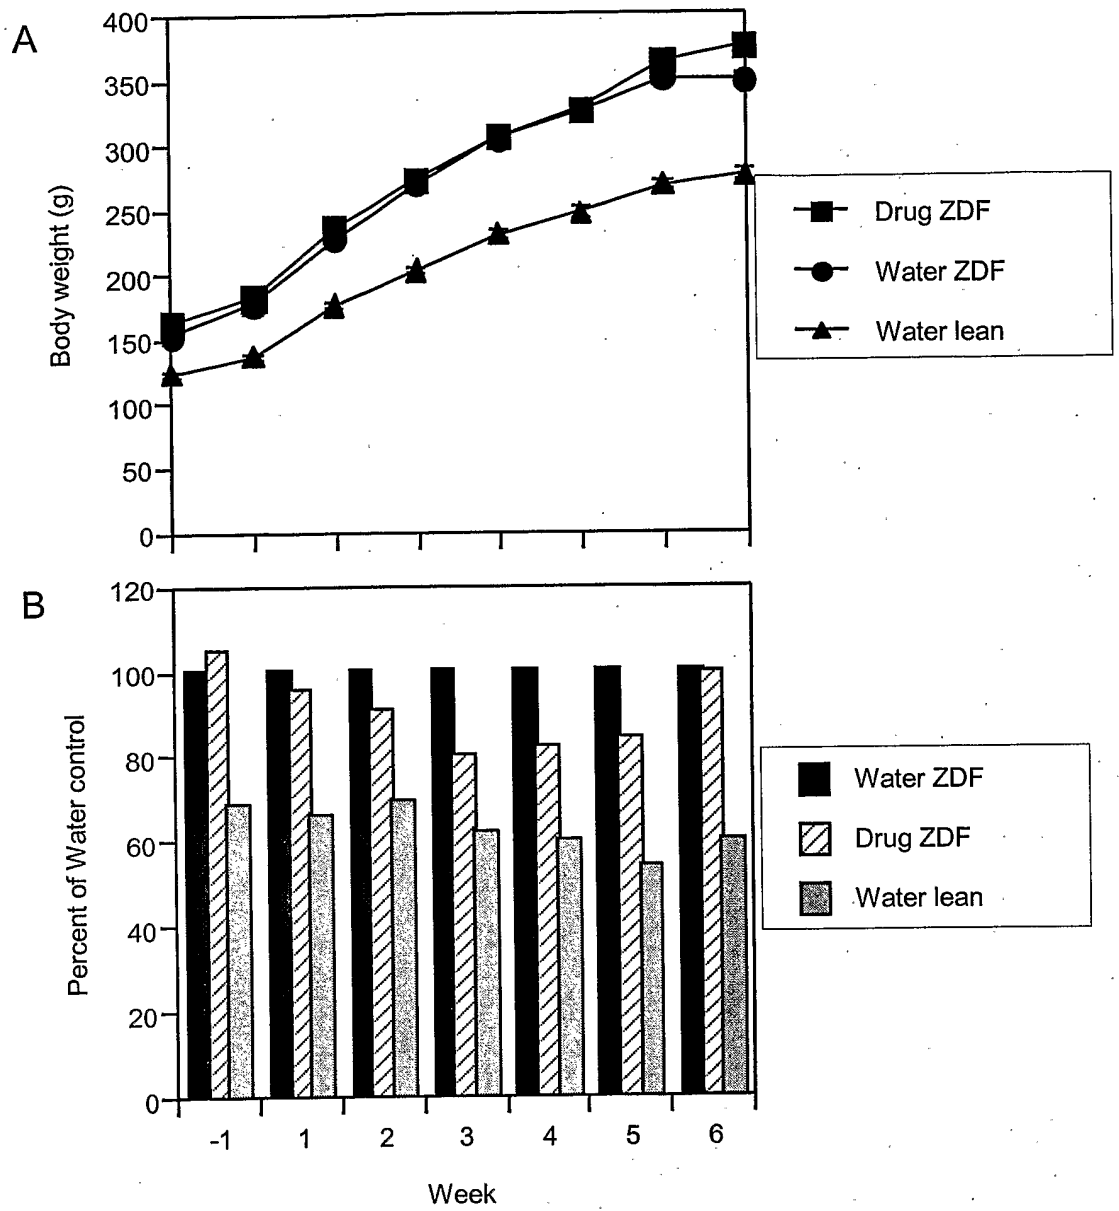 A
400
350
300
250
200
150
100
50
0
Body weight (g)
Drug ZDF
Water ZDF
Water lean
B
120
100
80
60
40
20
0
Percent of Water control
Water ZDF
Drug ZDF
Water lean
-1 1 2 3 4 5 6
Week